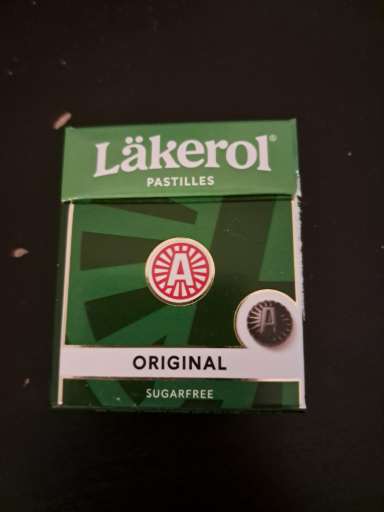 Läkerol®
PASTILLES
A
A
ORIGINAL
SUGARFREE